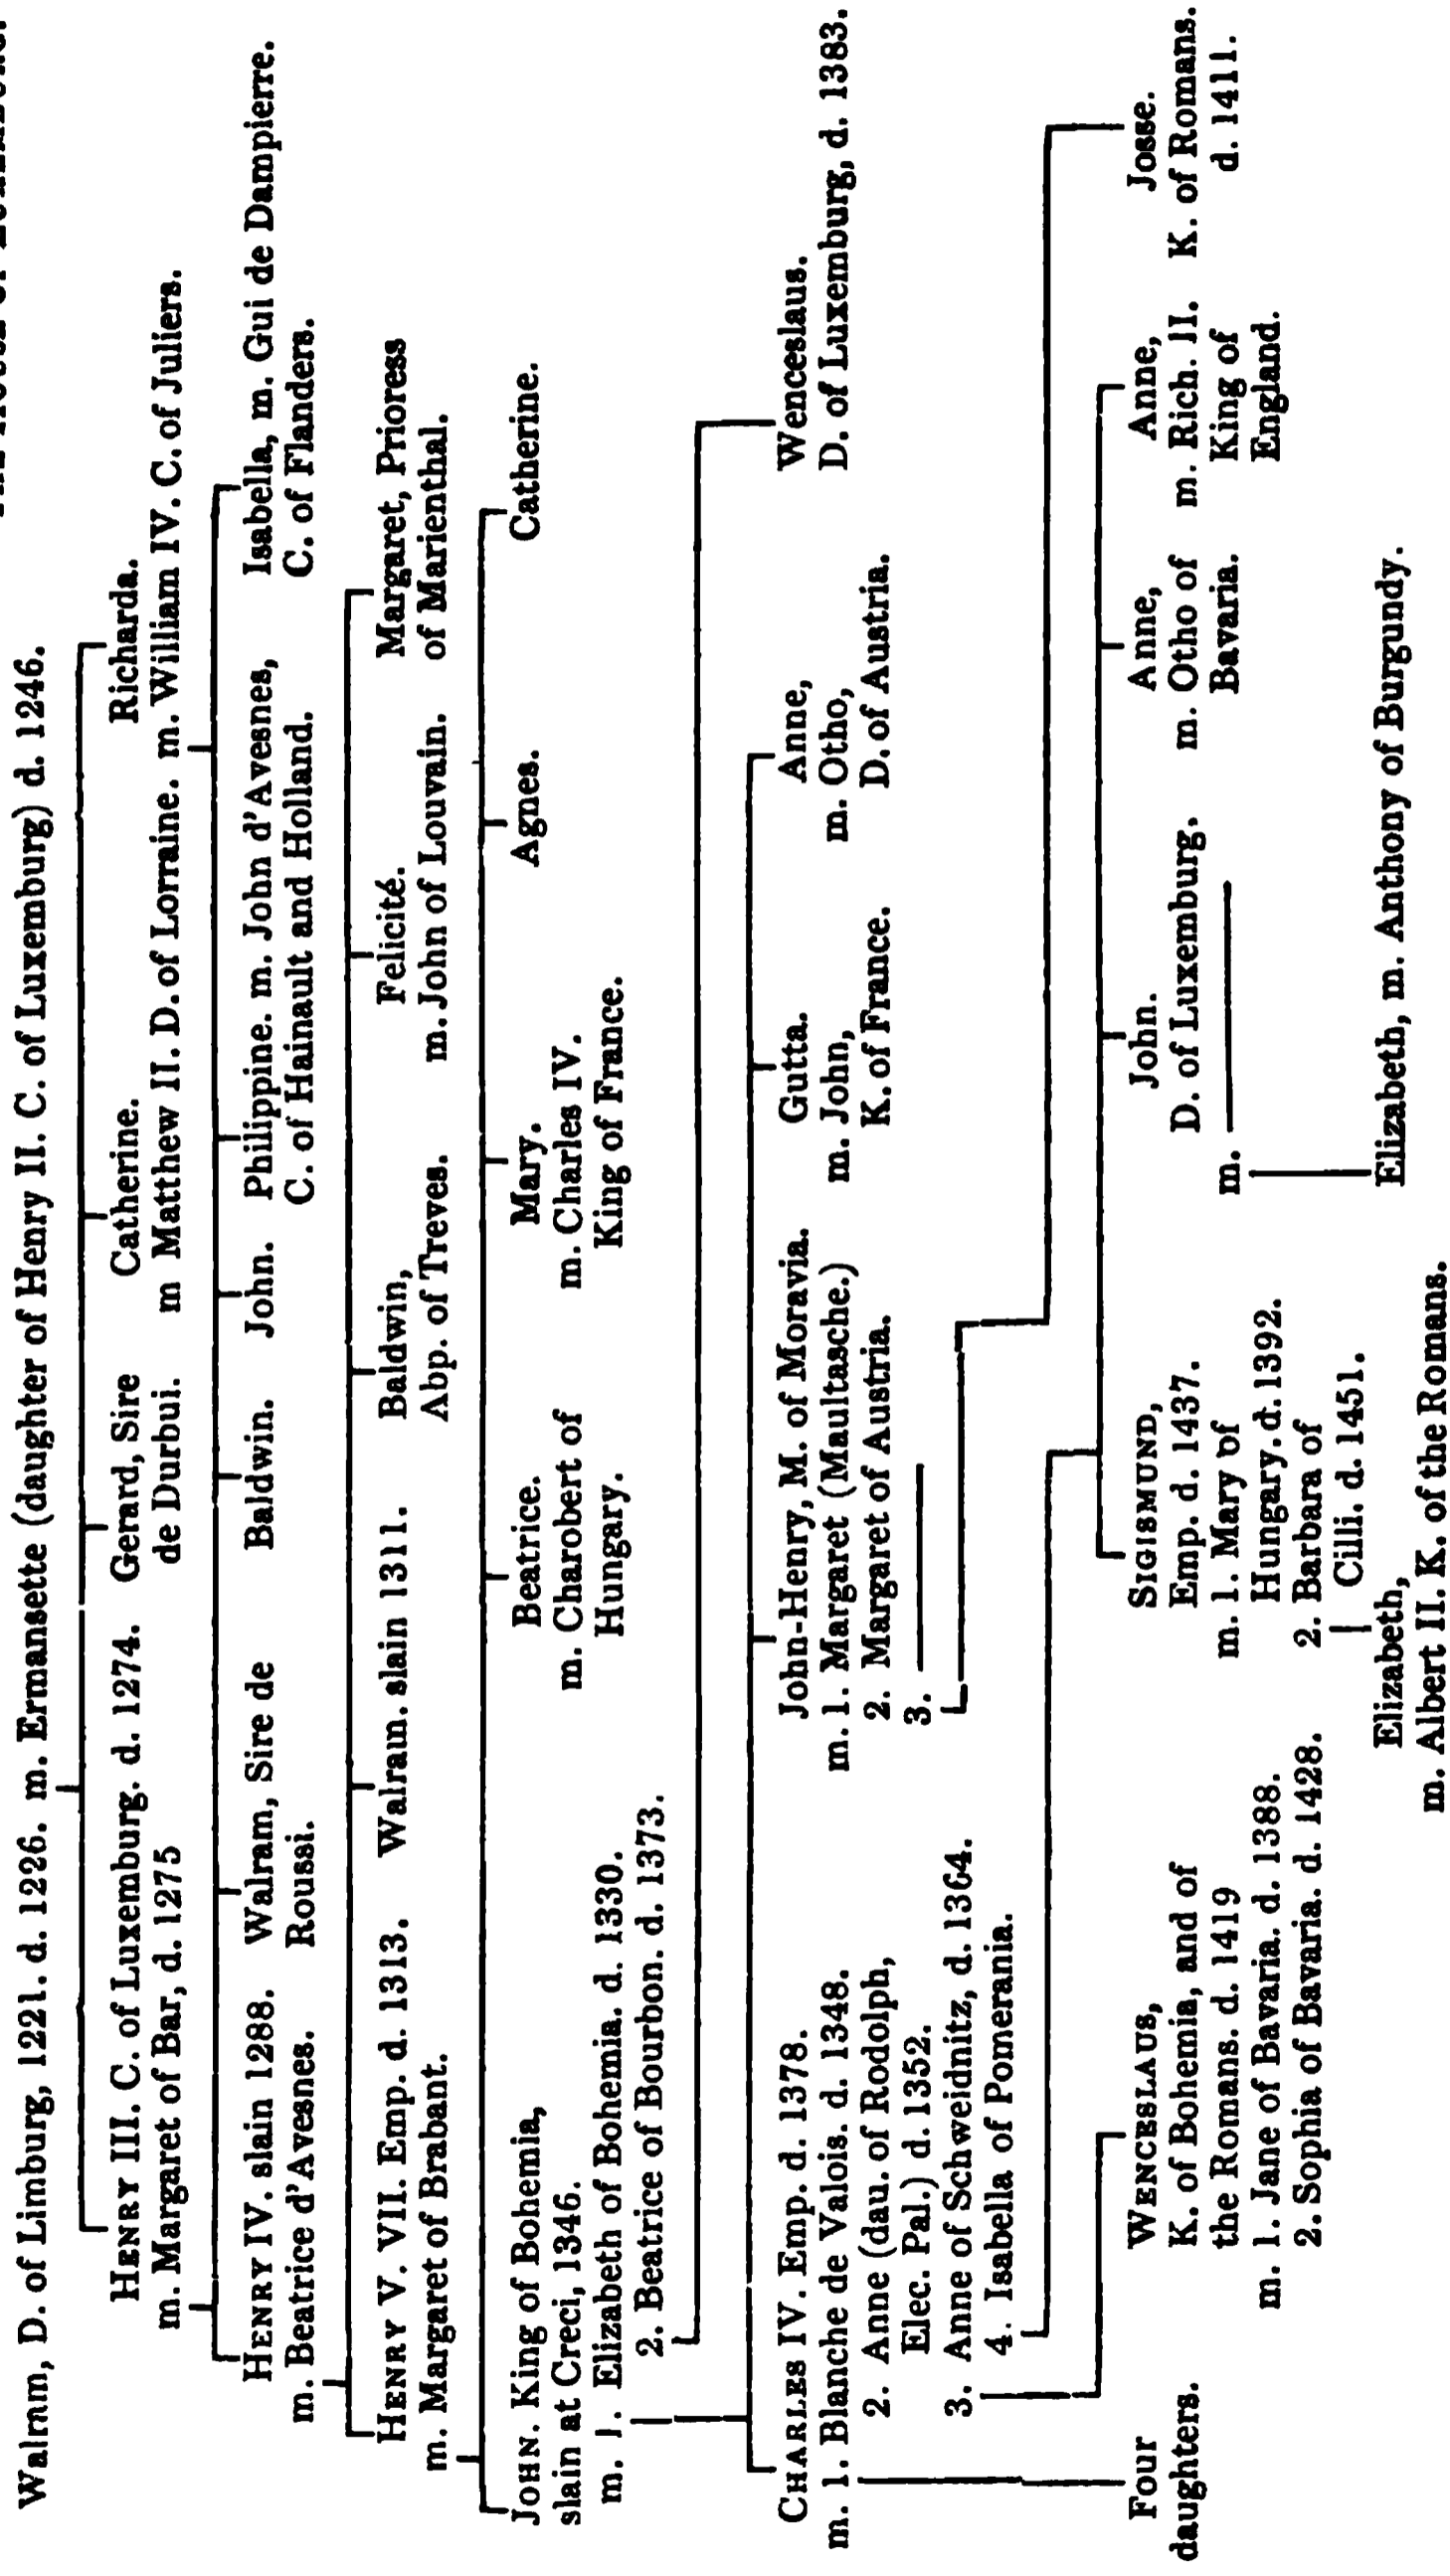 Walram, D. of Limburg, 1221. d. 1226. m. Ermansette (daughter of Henry II. C. of Luxemburg) d. 1246.
HENRY III. C. of Luxemburg. d. 1274.
m. Margaret of Bar, d. 1275
Gerard, Sire
de Durbui.
Catherine.
m Matthew II. D. of Lorraine.
Richarda.
m. William IV. C. of Juliers.
HENRY IV. slain 1288.
m. Beatrice d'Avesnes.
Walram, Sire de
Roussi.
Baldwin.
John.
Philippine. m. John d'Avesnes,
C. of Hainault and Holland.
Isabella, m. Gui de Dampierre.
C. of Flanders.
HENRY V. VII. Emp. d. 1313.
m. Margaret of Brabant.
Walram. slain 1311.
Baldwin,
Abp. of Treves.
Felicité.
m. John of Louvain.
Margaret, Prioress
of Marienthal.
JOHN. King of Bohemia,
slain at Creci, 1346.
m. 1. Elizabeth of Bohemia. d. 1330.
2. Beatrice of Bourbon. d. 1373.
Beatrice.
m. Charobert of
Hungary.
Mary.
m. Charles IV.
King of France.
Agnes.
Catherine.
CHARLES IV. Emp. d. 1378.
m. 1. Blanche de Valois. d. 1348.
2. Anne (dau. of Rodolph,
Elec. Pal.) d. 1352.
3. Anne of Schweidnitz, d. 1364.
4. Isabella of Pomerania.
John-Henry, M. of Moravia.
m. 1. Margaret (Maultasche.)
2. Margaret of Austria.
3.
Gutta.
m. John,
K. of France.
Anne,
m. Otho,
D. of Austria.
Wenceslaus.
D. of Luxemburg, d. 1383.
Four
daughters.
WENCESLAUS,
K. of Bohemia, and of
the Romans. d. 1419
m. 1. Jane of Bavaria. d. 1388.
2. Sophia of Bavaria. d. 1428.
SIGISMUND,
Emp. d. 1437.
m. 1. Mary of
Hungary. d. 1392.
2. Barbara of
Cilli. d. 1451.
John.
D. of Luxemburg.
m.
Anne,
m. Otho of
Bavaria.
Anne,
m. Rich. II.
King of
England.
Josse.
K. of Romans.
d. 1411.
Elizabeth,
m. Albert II. K. of the Romans.
Elizabeth, m. Anthony of Burgundy.